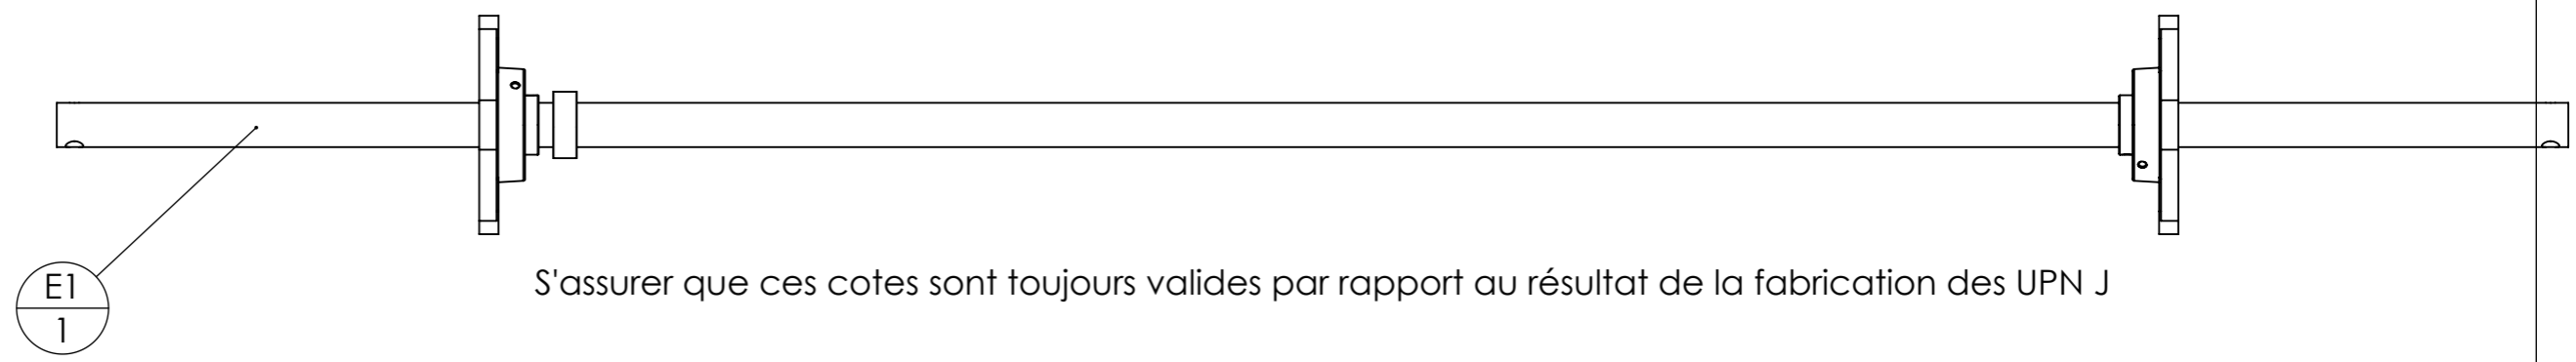 S'assurer que ces cotes sont toujours valides par rapport au résultat de la fabrication des UPN J
E1
1